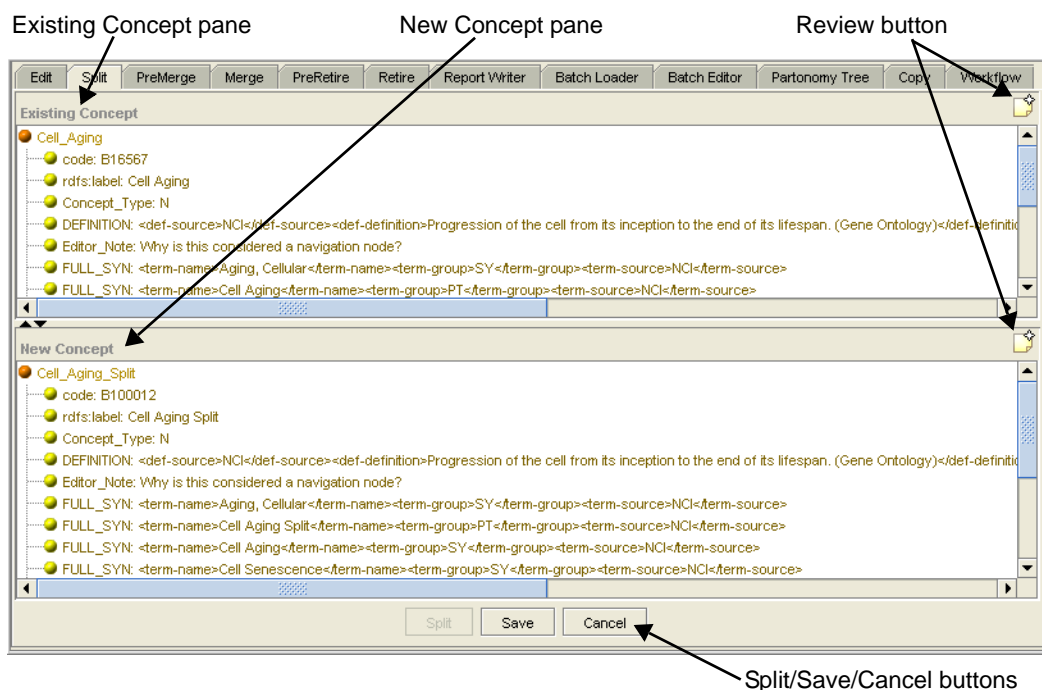 Existing Concept pane New Concept pane Review button
Edit Split PreMerge Merge PreRetire Retire Report Writer Batch Loader Batch Editor Partonomy Tree Copy Workflow
Existing Concept
Cell_Aging
code: B16567
rdfs:label: Cell Aging
Concept_Type: N
DEFINITION: <def-source>NCI</def-source><def-definition>Progression of the cell from its inception to the end of its lifespan. (Gene Ontology)</def-definitic
Editor_Note: Why is this considered a navigation node?
FULL_SYN: <term-name>Aging, Cellular</term-name><term-group>SY</term-group><term-source>NCI</term-source>
FULL_SYN: <term-name>Cell Aging</term-name><term-group>PT</term-group><term-source>NCI</term-source>
New Concept
Cell_Aging_Split
code: B100012
rdfs:label: Cell Aging Split
Concept_Type: N
DEFINITION: <def-source>NCI</def-source><def-definition>Progression of the cell from its inception to the end of its lifespan. (Gene Ontology)</def-definitic
Editor_Note: Why is this considered a navigation node?
FULL_SYN: <term-name>Aging, Cellular</term-name><term-group>SY</term-group><term-source>NCI</term-source>
FULL_SYN: <term-name>Cell Aging Split</term-name><term-group>PT</term-group><term-source>NCI</term-source>
FULL_SYN: <term-name>Cell Aging</term-name><term-group>SY</term-group><term-source>NCI</term-source>
FULL_SYN: <term-name>Cell Senescence</term-name><term-group>SY</term-group><term-source>NCI</term-source>
Split Save Cancel
Split/Save/Cancel buttons